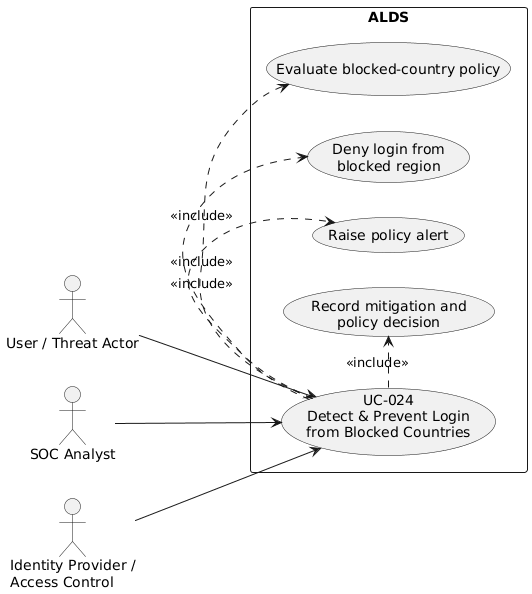 ALDS
Evaluate blocked-country policy
Deny login from
blocked region
Raise policy alert
«include»
«include»
«include»
Record mitigation and
policy decision
«include»
UC-024
Detect & Prevent Login
from Blocked Countries
User / Threat Actor
SOC Analyst
Identity Provider /
Access Control